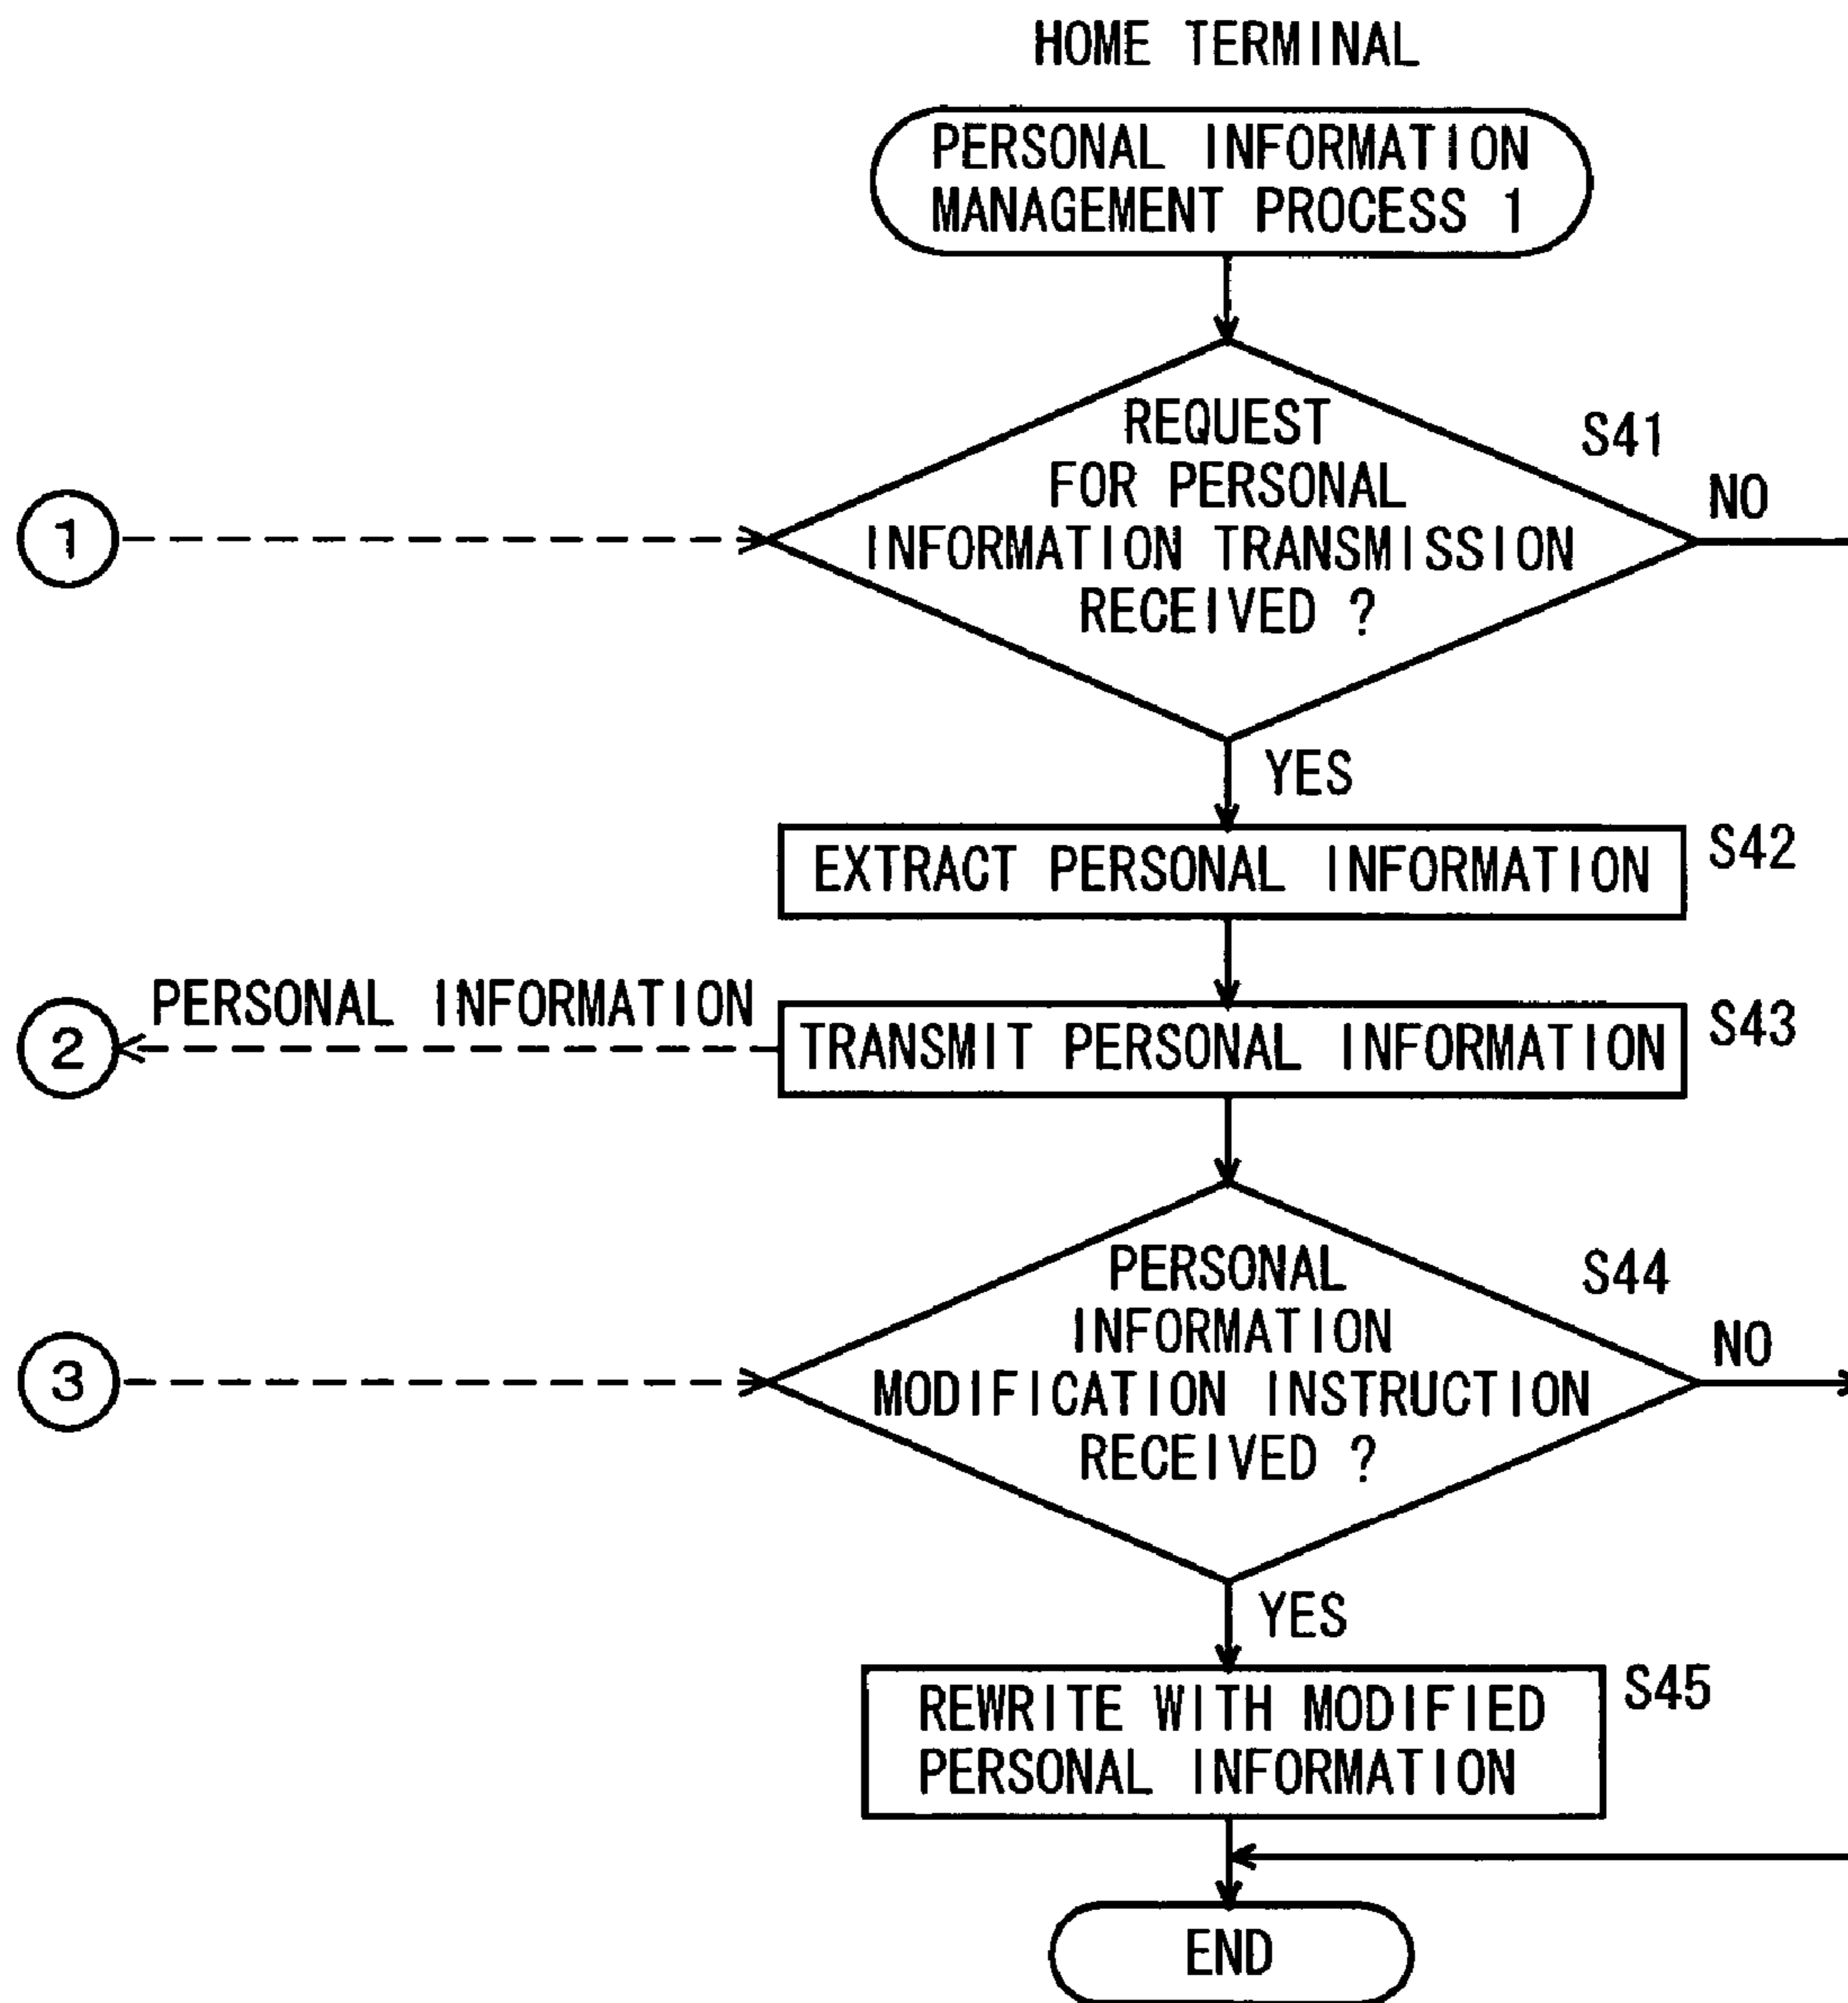 HOME TERMINAL
PERSONAL INFORMATION
MANAGEMENT PROCESS 1
REQUEST
FOR PERSONAL
INFORMATION TRANSMISSION
RECEIVED ?
S41
NO
1
YES
EXTRACT PERSONAL INFORMATION
S42
PERSONAL INFORMATION
2
TRANSMIT PERSONAL INFORMATION
S43
PERSONAL
INFORMATION
MODIFICATION INSTRUCTION
RECEIVED ?
S44
NO
3
YES
REWRITE WITH MODIFIED
PERSONAL INFORMATION
S45
END